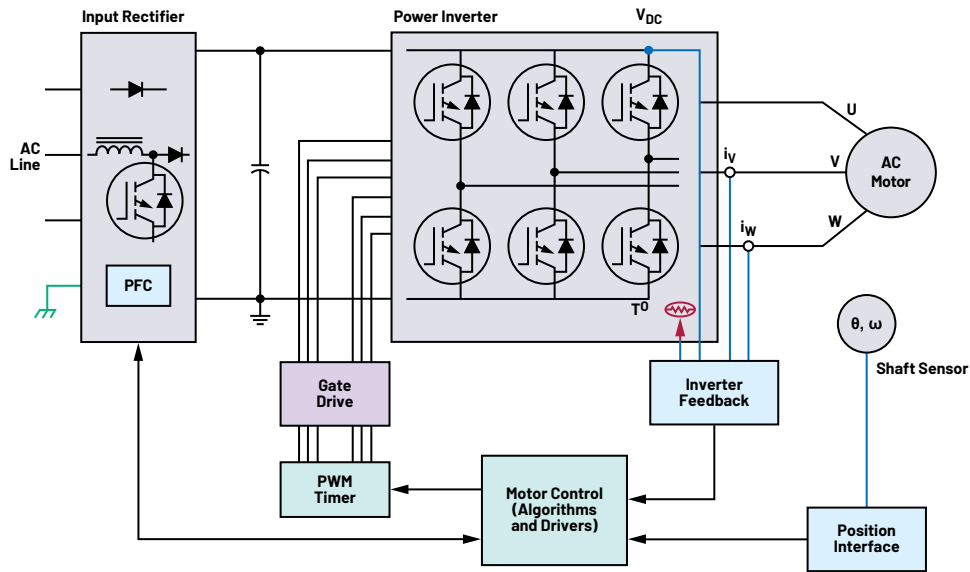 Input Rectifier
Power Inverter
VDC
AC
Line
PFC
U
iV
V
AC
Motor
iW
W
T⁰
θ, ω
Shaft Sensor
Gate
Drive
Inverter
Feedback
PWM
Timer
Motor Control
(Algorithms
and Drivers)
Position
Interface